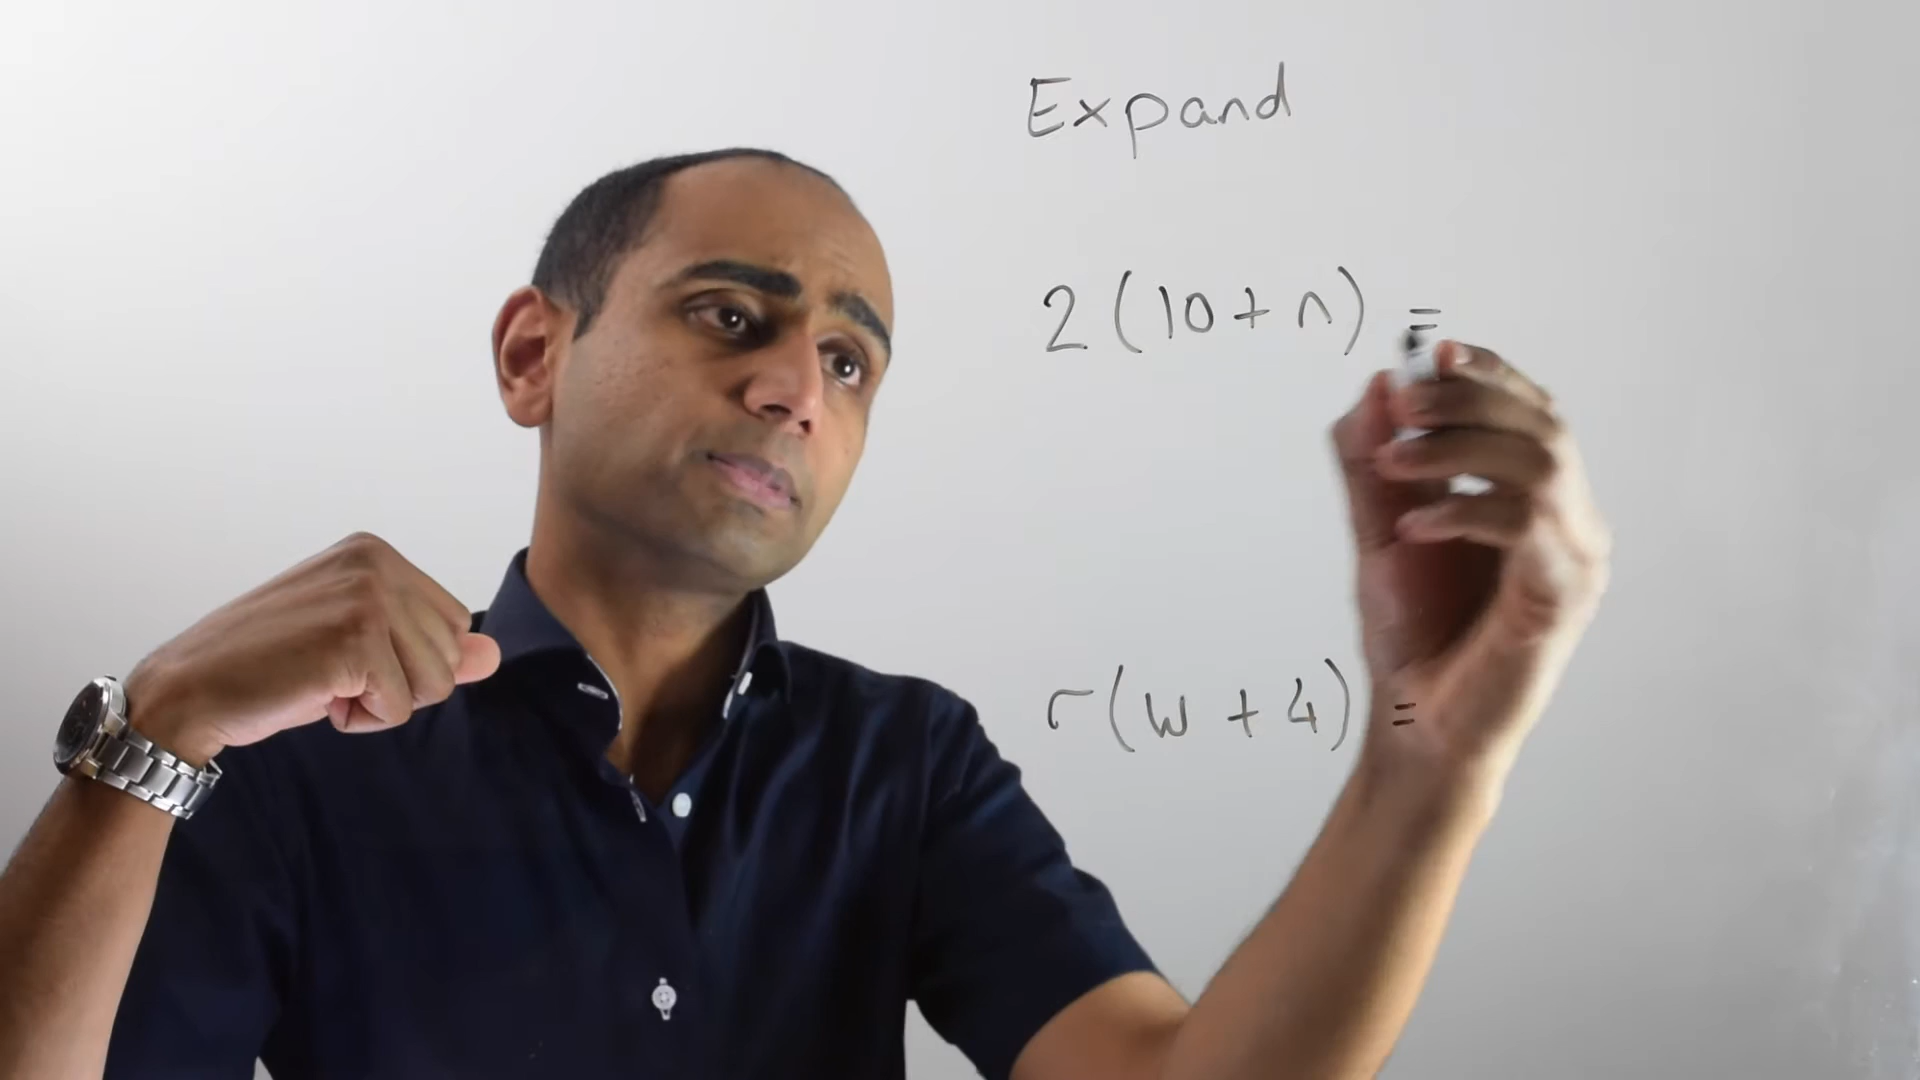 Expand
2(10+n) =
r(w+4) =